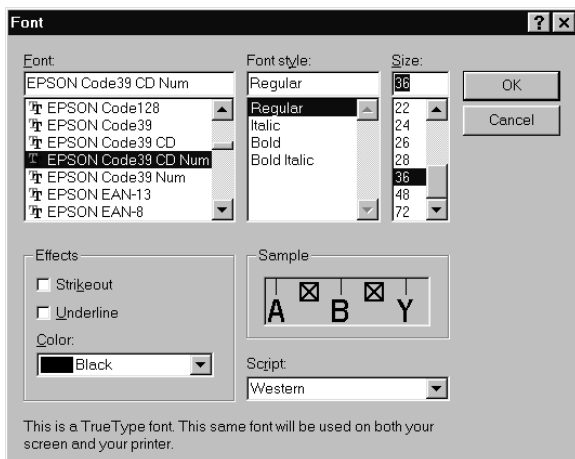 Font
Font:
EPSON Code39 CD Num
EPSON Code128
EPSON Code39
EPSON Code39 CD
EPSON Code39 CD Num
EPSON Code39 Num
EPSON EAN-13
EPSON EAN-8
Font style:
Regular
Regular
Italic
Bold
Bold Italic
Size:
36
22
24
26
28
36
48
72
OK
Cancel
Effects
Strikeout
Underline
Color:
Black
Sample
A B Y
Script:
Western
This is a TrueType font. This same font will be used on both your
screen and your printer.